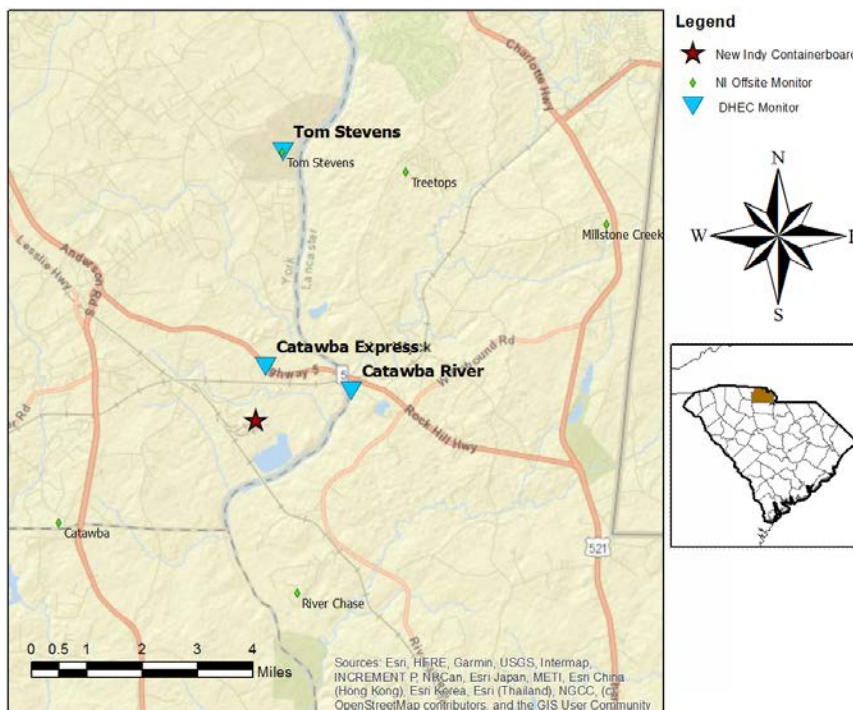 Legend
New Indy Containerboard
NI Offsite Monitor
DHEC Monitor
N
W
S
Charlotte Hwy
Tom Stevens
Tom Stevens
Treetops
Millstone Creek
York
Lancaster
Anderson Rd S
Lesslie Hwy
Catawba Express
Catawba River
5
Rock Hill Hwy
Catawba
521
River Chase
0 0.5 1 2 3 4
Miles
Sources: Esri, HERE, Garmin, USGS, Intermap,
INCREMENT P, NRCan, Esri Japan, METI, Esri China
(Hong Kong), Esri Korea, Esri (Thailand), NGCC, (c)
OpenStreetMap contributors, and the GIS User Community